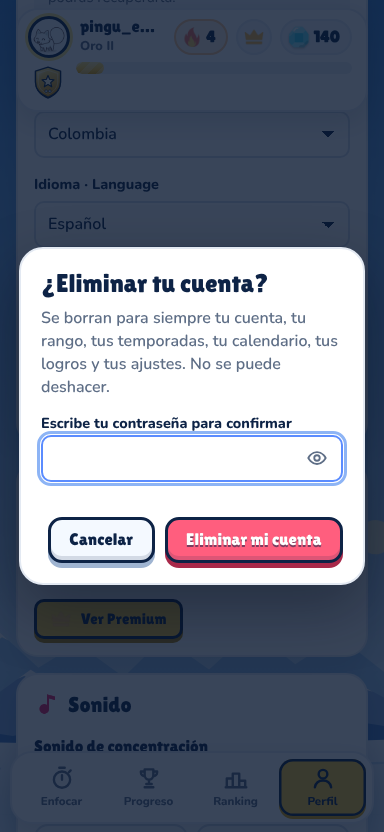 pingu_e...
Oro II
4
140
Colombia
Idioma · Language
Español
¿Eliminar tu cuenta?
Se borran para siempre tu cuenta, tu
rango, tus temporadas, tu calendario, tus
logros y tus ajustes. No se puede
deshacer.
Escribe tu contraseña para confirmar
Cancelar
Eliminar mi cuenta
Ver Premium
Sonido
Sonido de concentración
Enfocar
Progreso
Ranking
Perfil